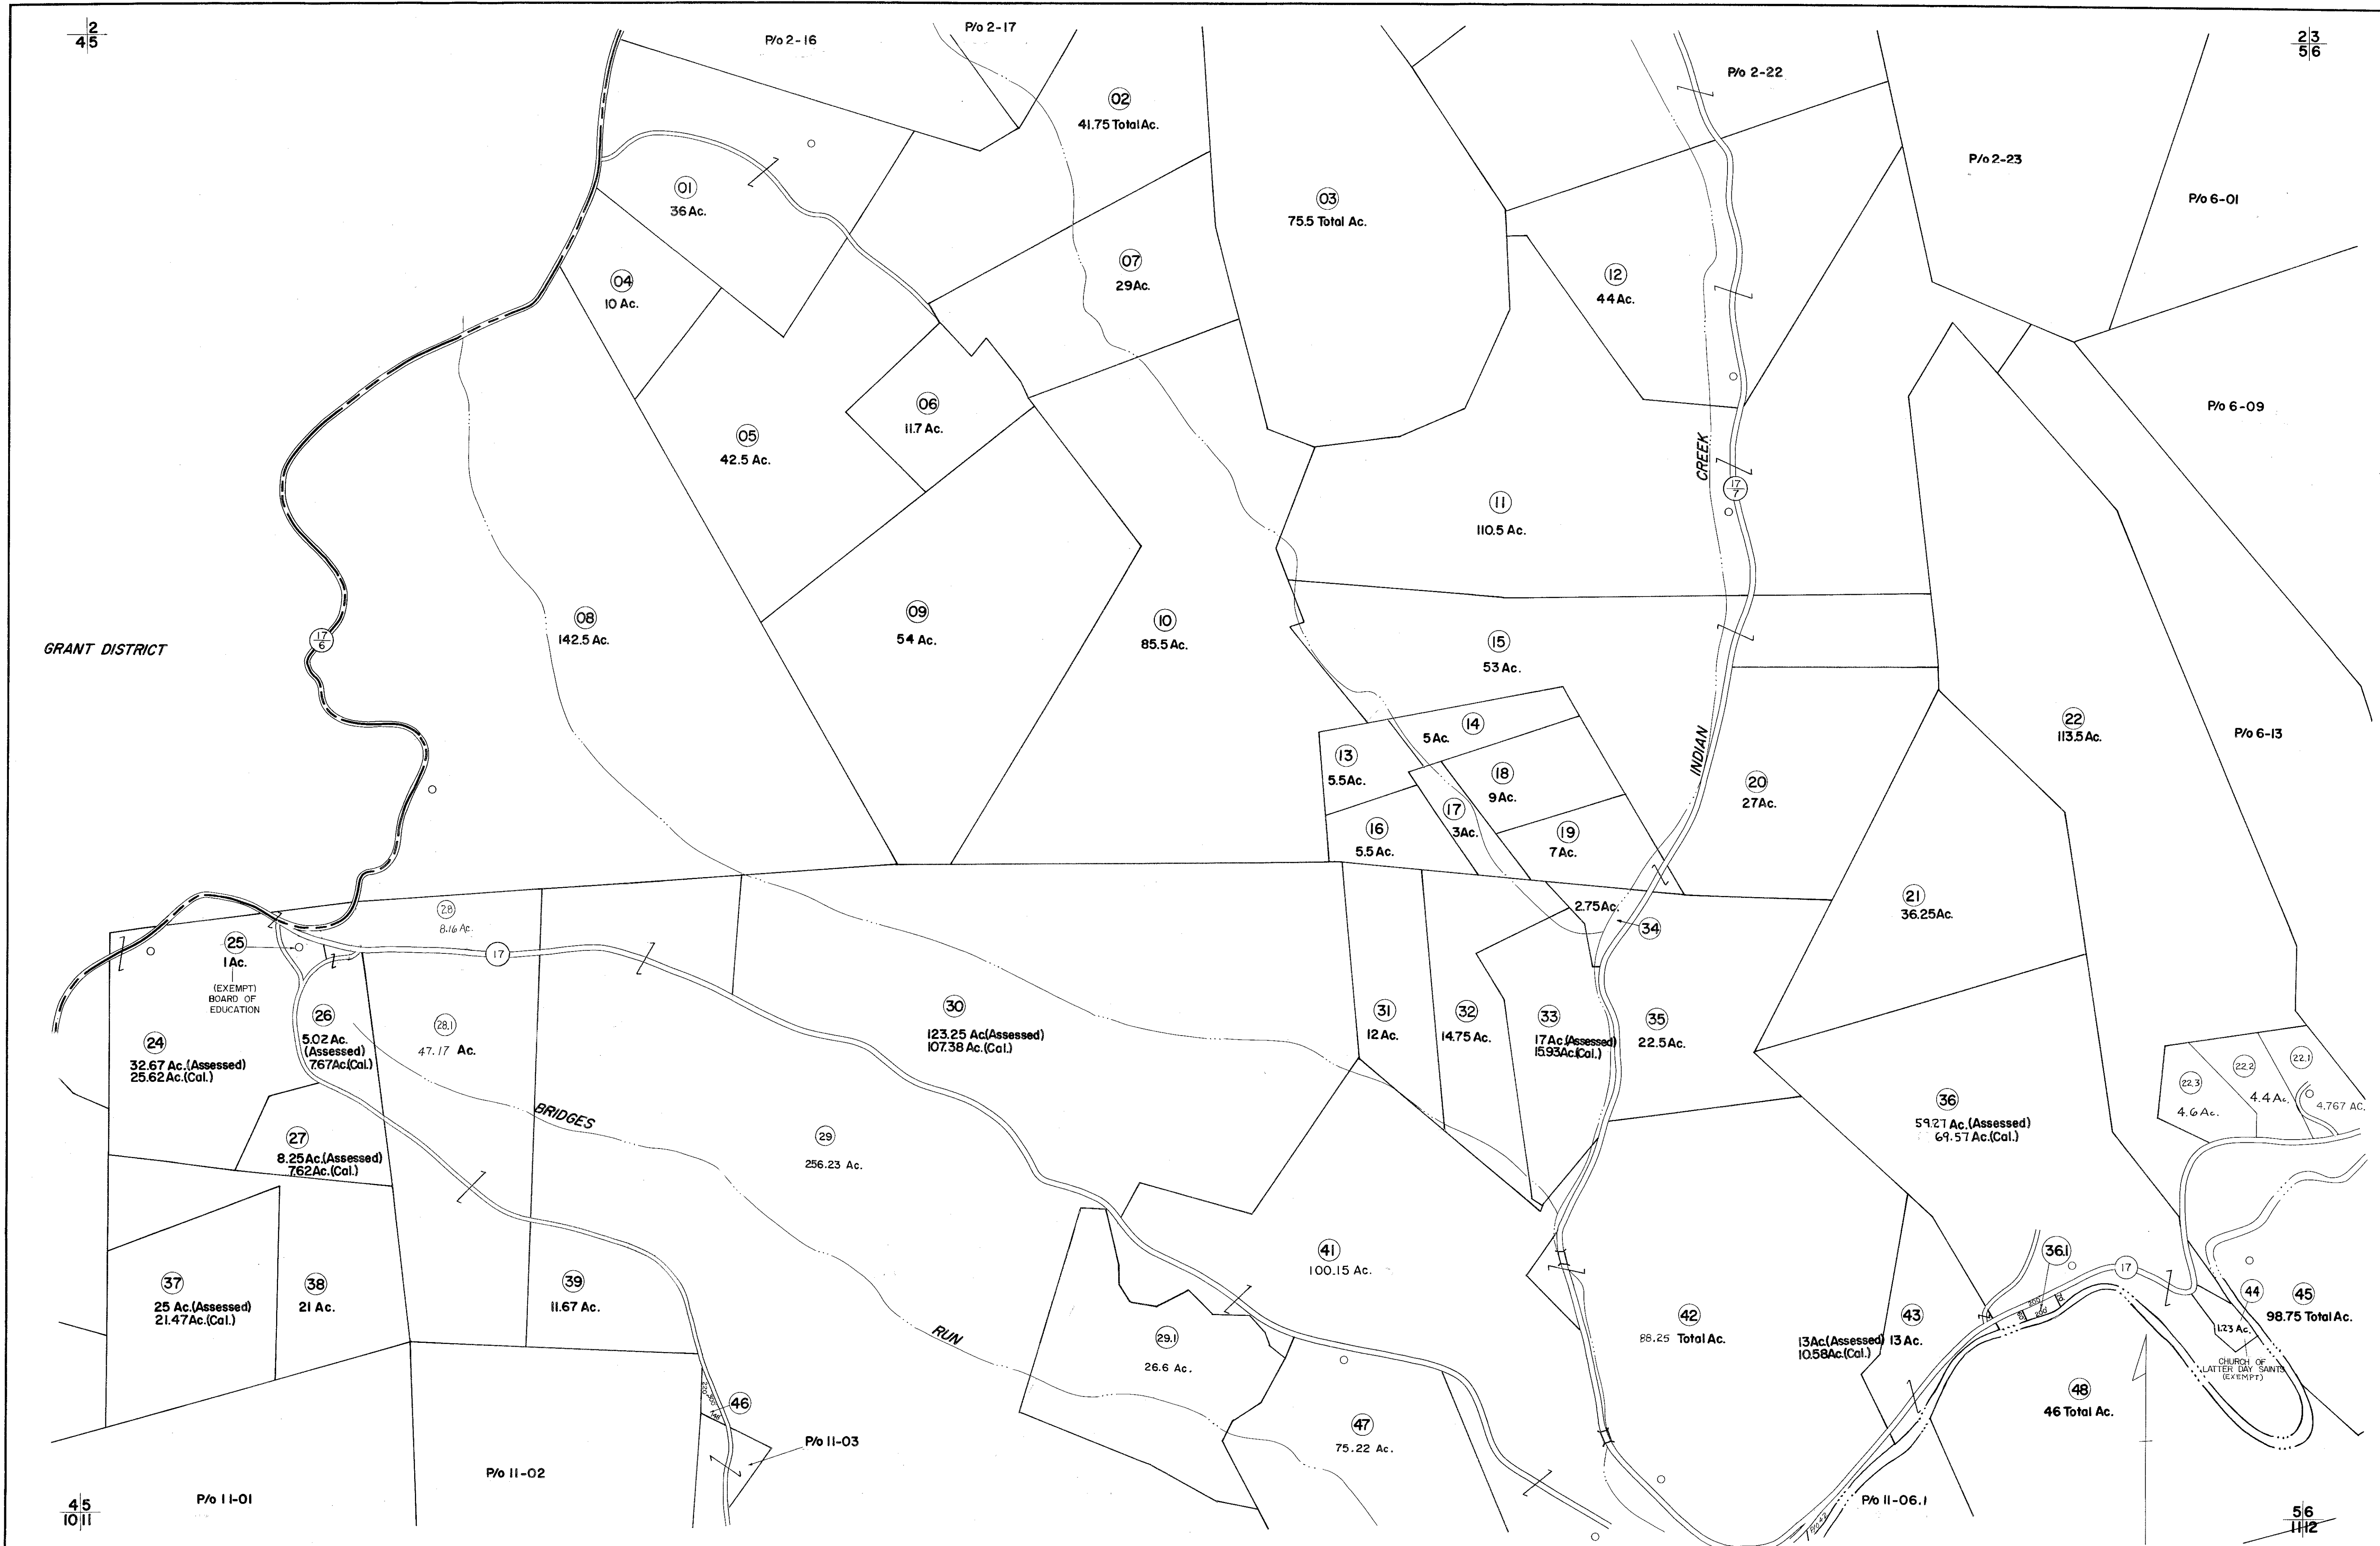 2
4 5
P/o 2-16
P/o 2-17
P/o 2-22
2 3
5 6
02
41.75 Total Ac.
P/o 2-23
01
36 Ac.
03
75.5 Total Ac.
P/o 6-01
04
10 Ac.
07
29 Ac.
12
44 Ac.
06
11.7 Ac.
P/o 6-09
05
42.5 Ac.
CREEK
17
7
11
110.5 Ac.
08
142.5 Ac.
09
54 Ac.
10
85.5 Ac.
15
53 Ac.
GRANT DISTRICT
17
6
14
5 Ac.
13
5.5 Ac.
INDIAN
22
113.5 Ac.
P/o 6-13
18
9 Ac.
20
27 Ac.
17
3 Ac.
16
5.5 Ac.
19
7 Ac.
28
8.16 Ac.
21
36.25 Ac.
2.75 Ac.
34
25
1 Ac.
(EXEMPT)
BOARD OF
EDUCATION
17
30
123.25 Ac.(Assessed)
107.38 Ac.(Cal.)
31
12 Ac.
32
14.75 Ac.
33
17 Ac.(Assessed)
15.93 Ac.(Cal.)
35
22.5 Ac.
24
32.67 Ac.(Assessed)
25.62 Ac.(Cal.)
26
5.02 Ac.
(Assessed)
7.67 Ac.(Cal.)
28.1
47.17 Ac.
22.3
4.6 Ac.
22.2
4.4 Ac.
22.1
4.767 AC.
36
59.27 Ac.(Assessed)
69.57 Ac.(Cal.)
BRIDGES
27
8.25 Ac.(Assessed)
7.62 Ac.(Cal.)
29
256.23 Ac.
37
25 Ac.(Assessed)
21.47 Ac.(Cal.)
38
21 Ac.
39
11.67 Ac.
41
100.15 Ac.
36.1
17
200
200
44
1.23 Ac.
CHURCH OF
LATTER DAY SAINTS
(EXEMPT)
45
98.75 Total Ac.
RUN
29.1
26.6 Ac.
42
88.25 Total Ac.
43
13 Ac.(Assessed) 13 Ac.
10.58 Ac.(Cal.)
48
46 Total Ac.
46
47
75.22 Ac.
P/o 11-03
P/o 11-02
P/o 11-01
P/o 11-06.1
4 5
10 11
5 6
11 12